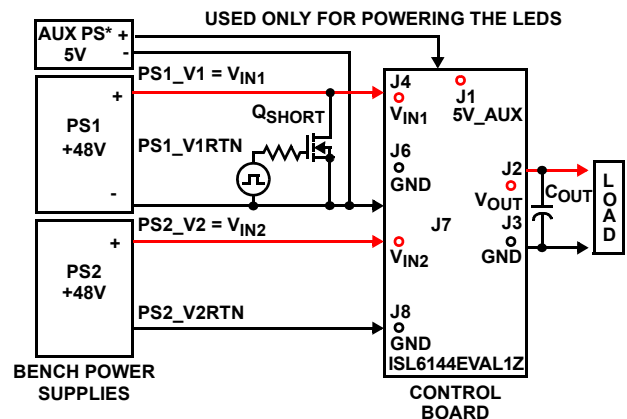 USED ONLY FOR POWERING THE LEDS
AUX PS* +
5V -
+
PS1
+48V
-
PS1_V1 = VIN1
QSHORT
PS1_V1RTN
PS2_V2 = VIN2
+
PS2
+48V
PS2_V2RTN
BENCH POWER
SUPPLIES
J4
VIN1
J1
5V_AUX
J6
GND
J2
VOUT
J7
J3
GND
VIN2
J8
GND
ISL6144EVAL1Z
CONTROL
BOARD
COUT
LOAD